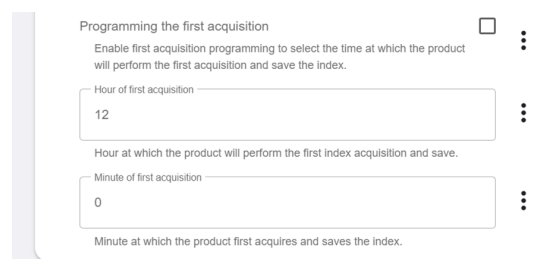 Programming the first acquisition
Enable first acquisition programming to select the time at which the product
will perform the first acquisition and save the index.
Hour of first acquisition
12
Hour at which the product will perform the first index acquisition and save.
Minute of first acquisition
0
Minute at which the product first acquires and saves the index.